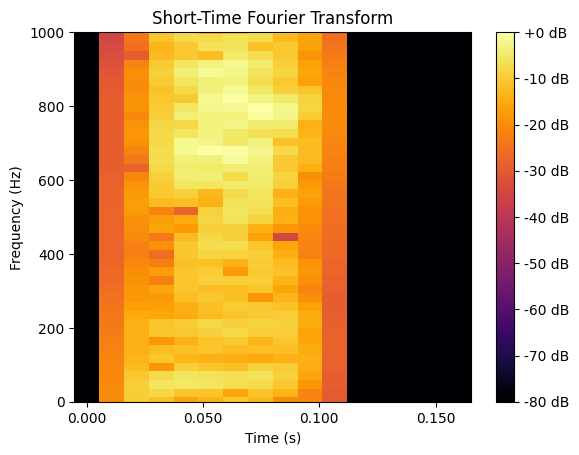 Short-Time Fourier Transform
1000
800
600
400
200
0
Frequency (Hz)
0.000
0.050
0.100
0.150
Time (s)
+0 dB
-10 dB
-20 dB
-30 dB
-40 dB
-50 dB
-60 dB
-70 dB
-80 dB